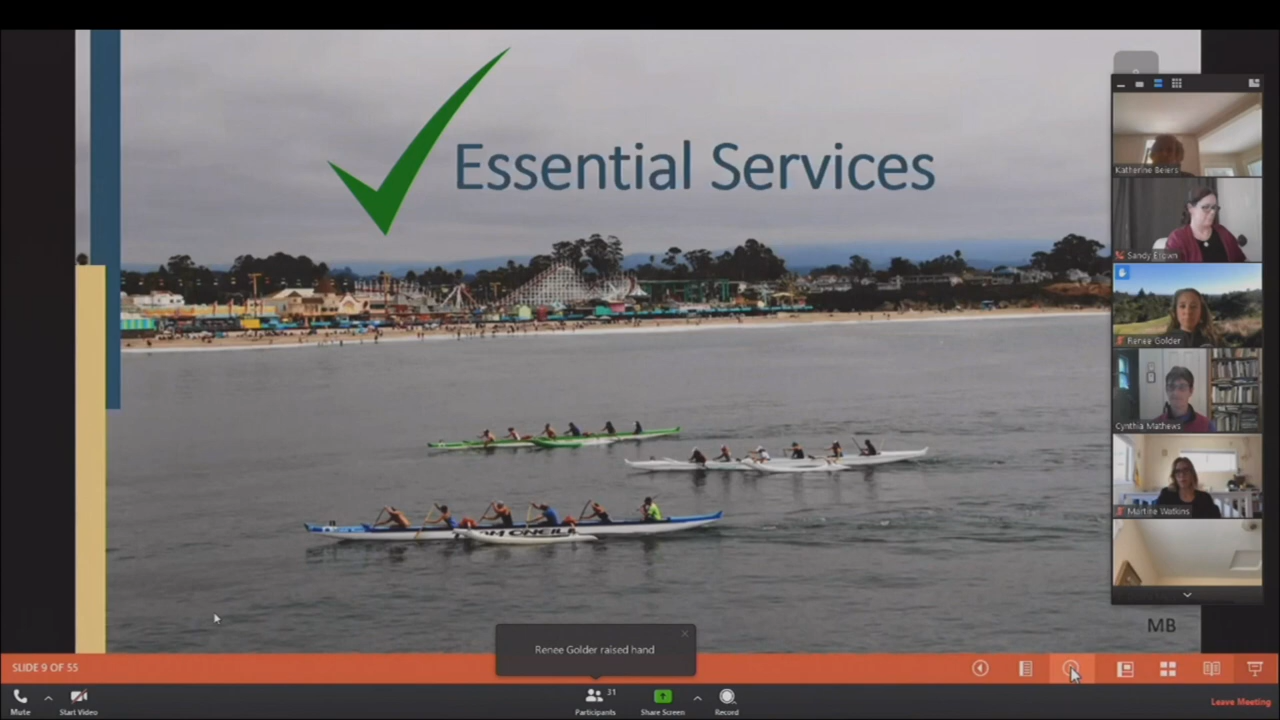 Essential Services
Katherine Beiers
Sandy Brown
Renee Golder
Cynthia Mathews
Martine Watkins
MB
Renee Golder raised hand
SLIDE 9 OF 55
Mute
Start Video
31
Participants
Share Screen
Record
Leave Meeting